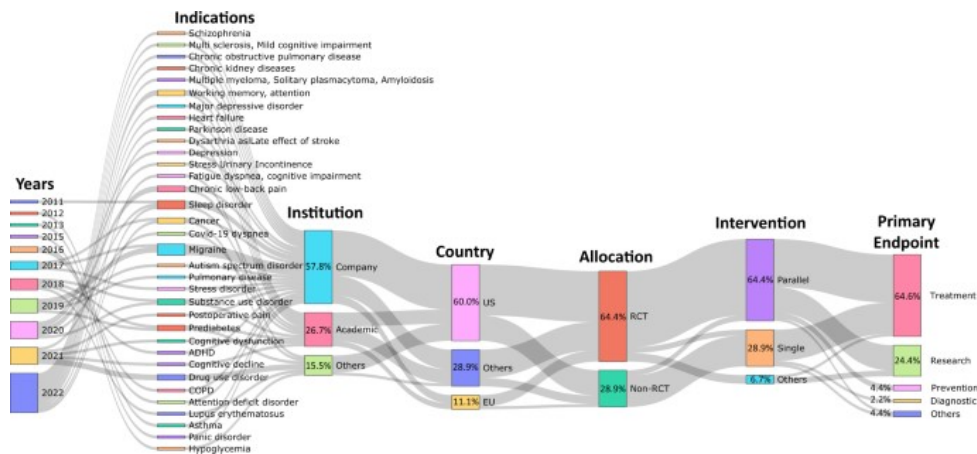 Indications
Schizophrenia
Multi sclerosis, Mild cognitive impairment
Chronic obstructive pulmonary disease
Chronic kidney diseases
Multiple myeloma, Solitary plasmacytoma, Amyloidosis
Working memory, attention
Major depressive disorder
Heart failure
Parkinson disease
Dysarthria asiLate effect of stroke
Depression
Stress Urinary Incontinence
Fatigue dyspnea, cognitive impairment
Chronic low-back pain
Sleep disorder
Cancer
Covid-19 dyspnea
Migraine
Autism spectrum disorder
Pulmonary disease
Stress disorder
Substance use disorder
Postoperative pain
Prediabetes
Cognitive dysfunction
ADHD
Cognitive decline
Drug use disorder
COPD
Attention deficit disorder
Lupus erythematosus
Asthma
Panic disorder
Hypoglycemia
Years
2011
2012
2013
2015
2016
2017
2018
2019
2020
2021
2022
Institution
57.8% Company
26.7% Academic
15.5% Others
Country
60.0% US
28.9% Others
11.1% EU
Allocation
64.4% RCT
28.9% Non-RCT
Intervention
64.4% Parallel
28.9% Single
6.7% Others
Primary
Endpoint
64.6% Treatment
24.4% Research
4.4% Prevention
2.2% Diagnostic
4.4% Others